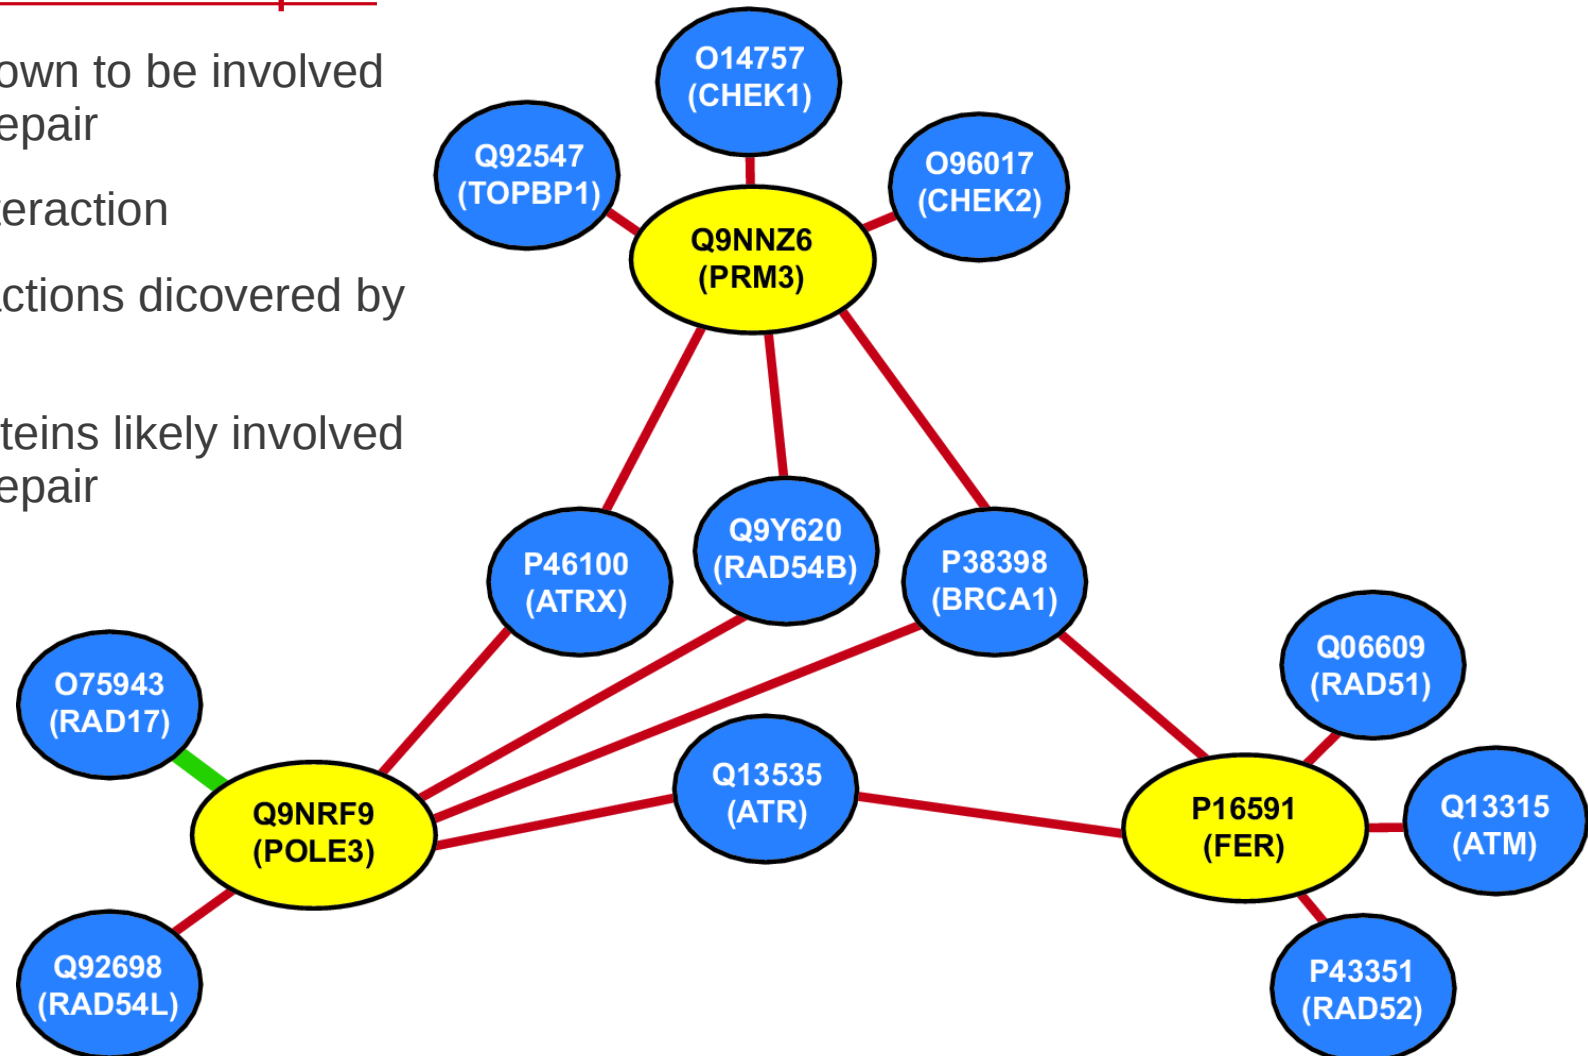 own to be involved
epair
teraction
ctions dicovered by
teins likely involved
epair
O14757
(CHEK1)
Q92547
(TOPBP1)
O96017
(CHEK2)
Q9NNZ6
(PRM3)
P46100
(ATRX)
Q9Y620
(RAD54B)
P38398
(BRCA1)
Q06609
(RAD51)
O75943
(RAD17)
Q13535
(ATR)
Q9NRF9
(POLE3)
P16591
(FER)
Q13315
(ATM)
Q92698
(RAD54L)
P43351
(RAD52)